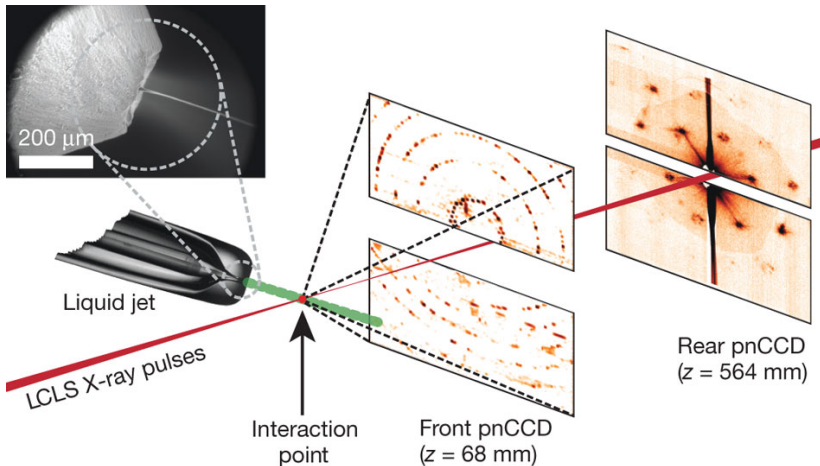 200 μm
Liquid jet
LCLS X-ray pulses
Interaction
point
Front pnCCD
(z = 68 mm)
Rear pnCCD
(z = 564 mm)